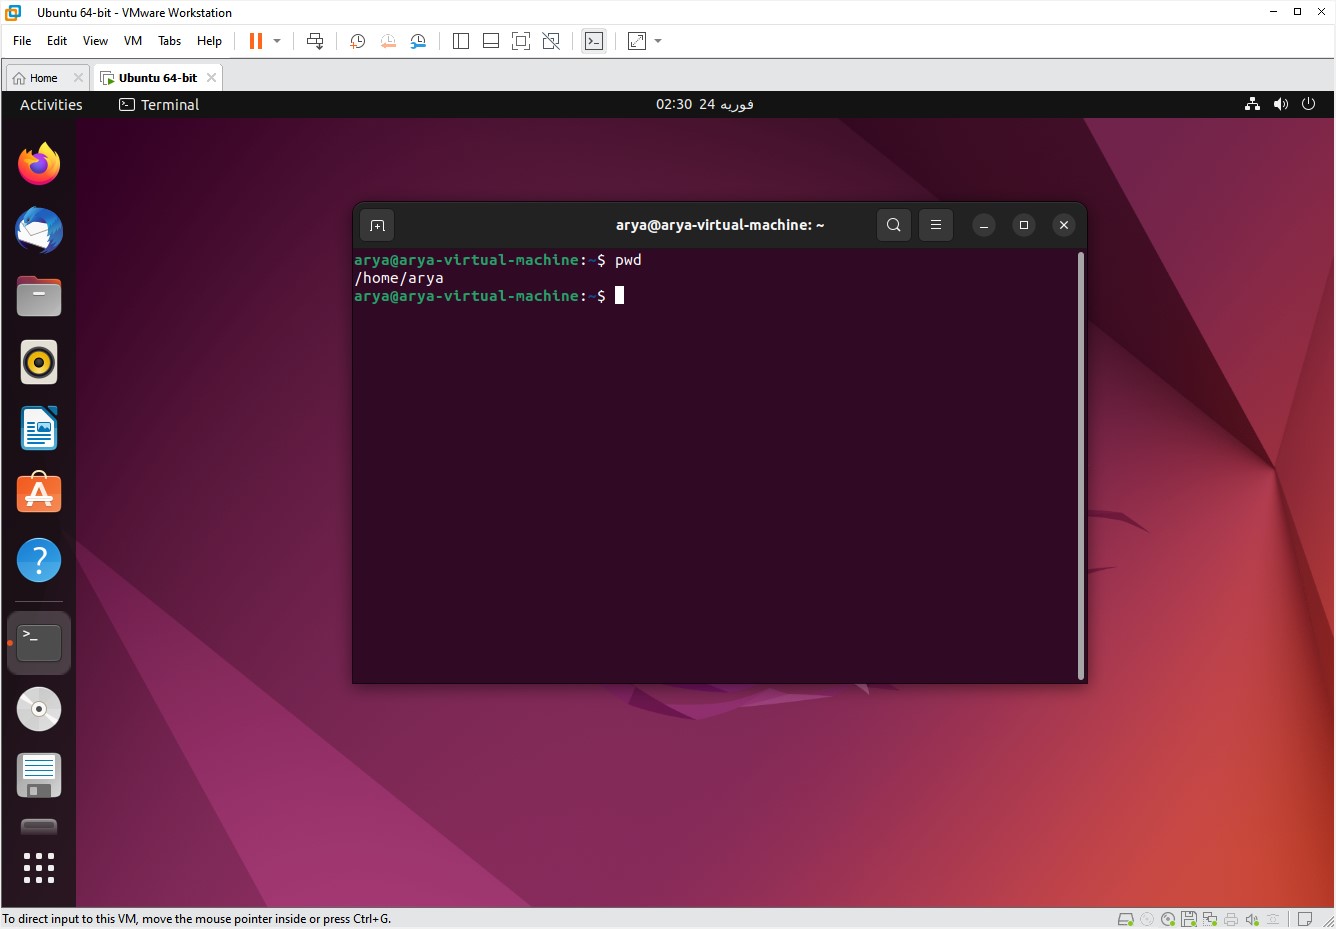 Ubuntu 64-bit - VMware Workstation
File Edit View VM Tabs Help
Home Ubuntu 64-bit
Activities Terminal 02:30 24 فوریه
arya@arya-virtual-machine: ~
arya@arya-virtual-machine:~$ pwd
/home/arya
arya@arya-virtual-machine:~$
To direct input to this VM, move the mouse pointer inside or press Ctrl+G.